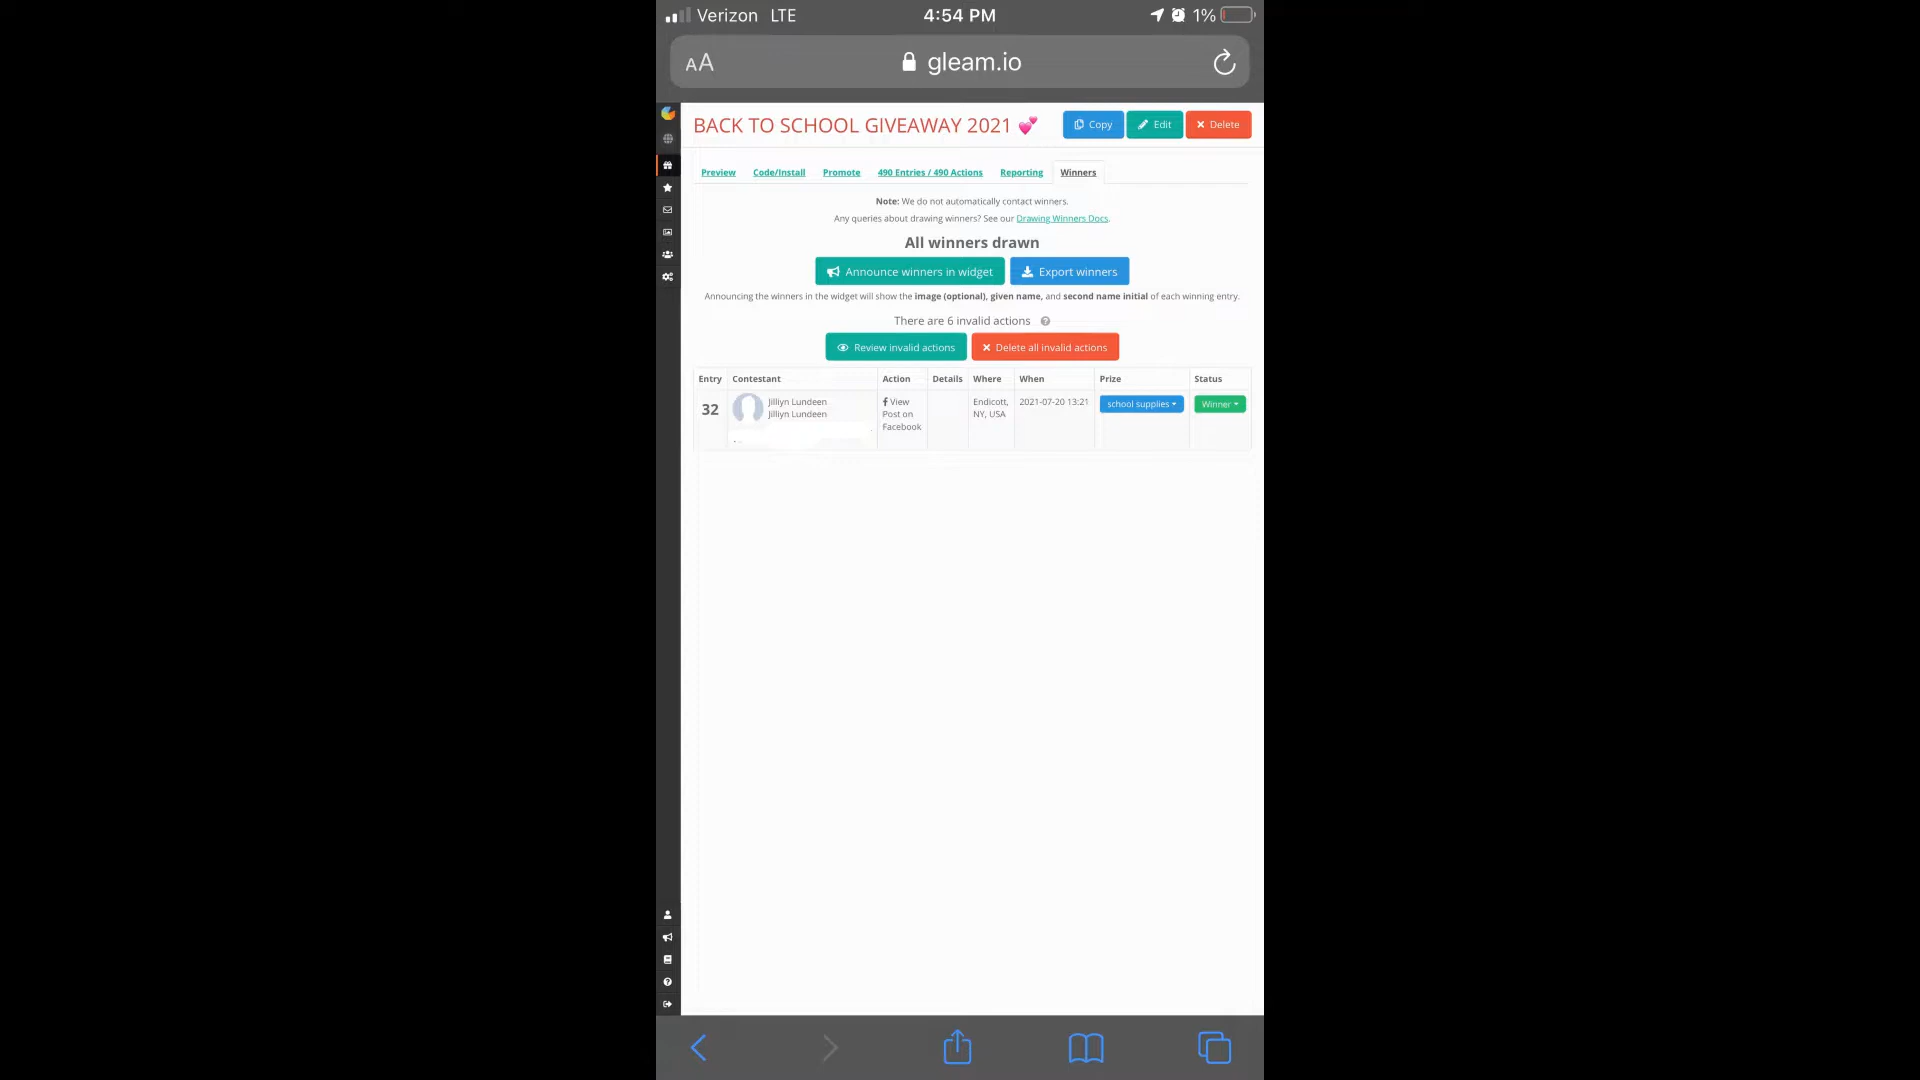 Verizon LTE 4:54 PM 1%
AA gleam.io
BACK TO SCHOOL GIVEAWAY 2021 💕 Copy Edit Delete
Preview Code/Install Promote 490 Entries / 490 Actions Reporting Winners
Note: We do not automatically contact winners.
Any queries about drawing winners? See our Drawing Winners Docs.
All winners drawn
Announce winners in widget Export winners
Announcing the winners in the widget will show the image (optional), given name, and second name initial of each winning entry.
There are 6 invalid actions
Review invalid actions Delete all invalid actions
Entry Contestant Action Details Where When Prize Status
32 Jilliyn Lundeen View Endicott, 2021-07-20 13:21 school supplies Winner
Jilliyn Lundeen Post on NY, USA
Facebook